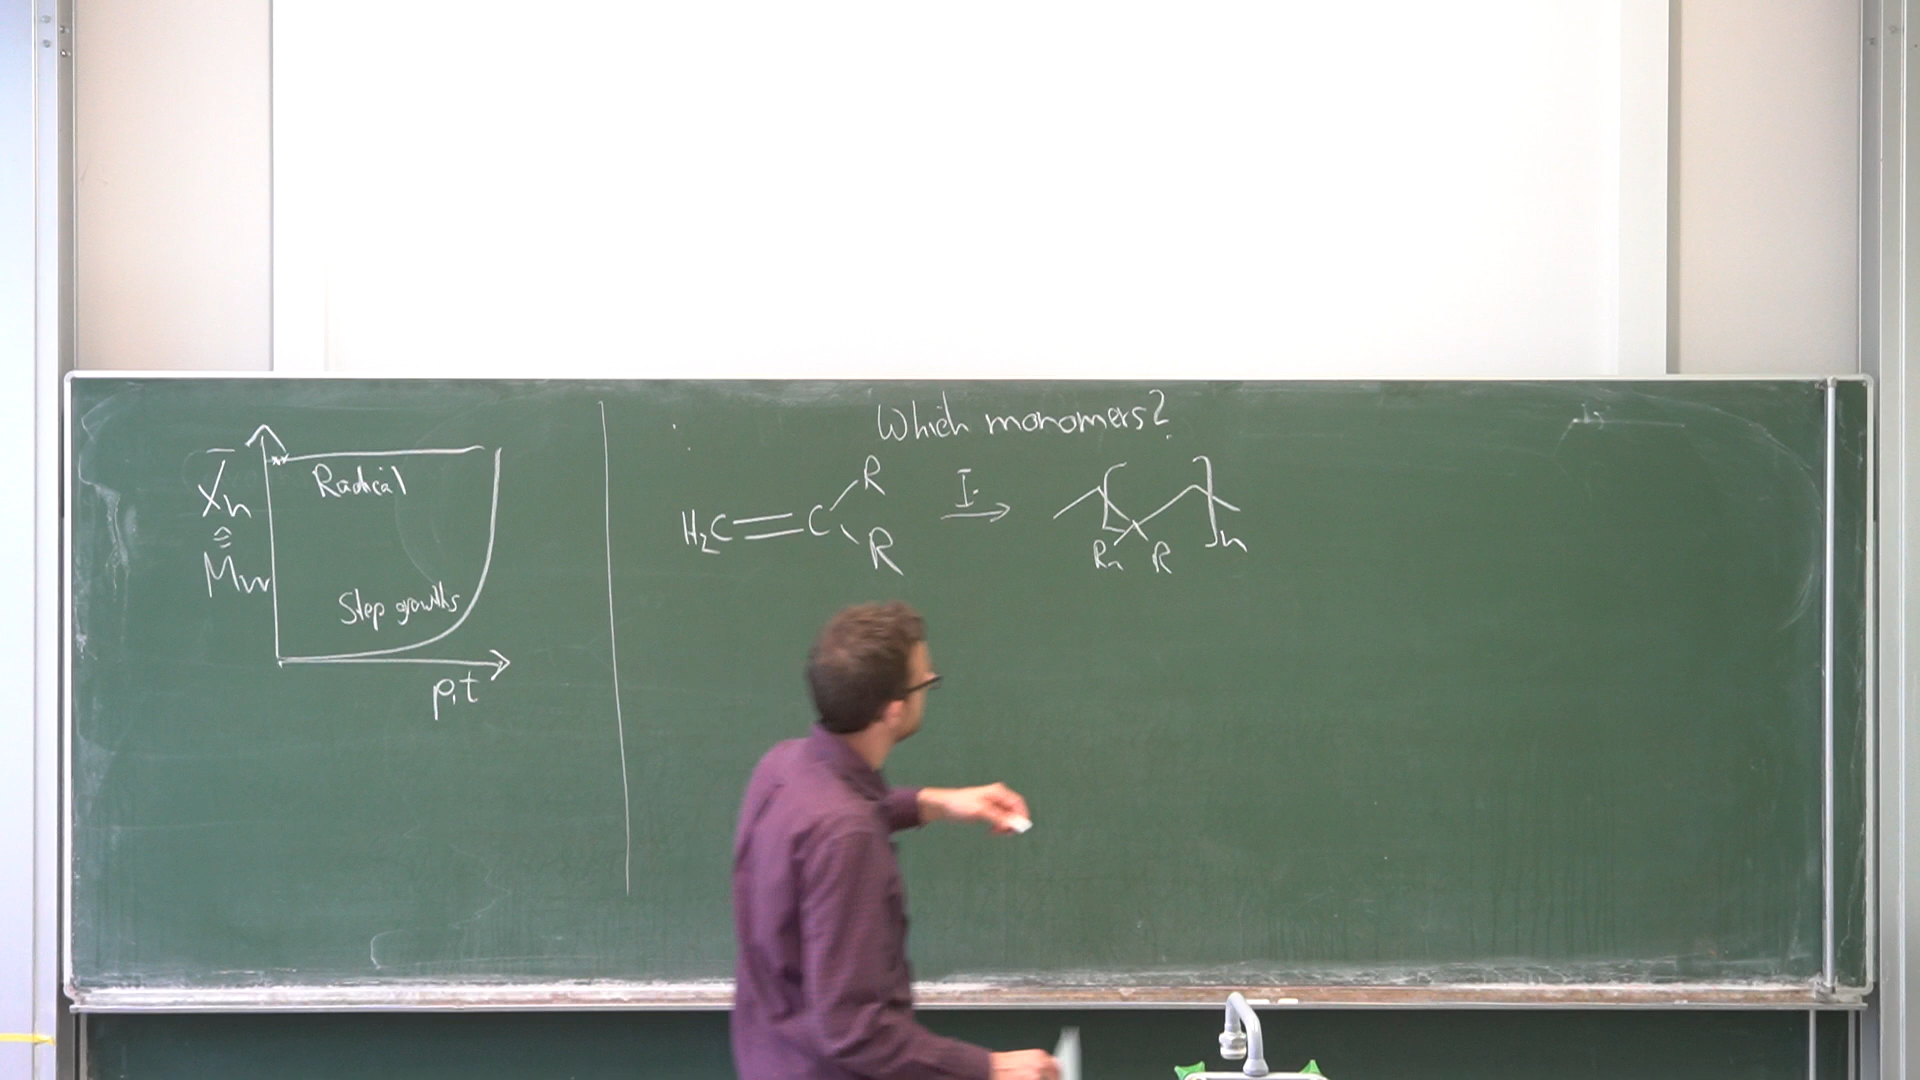 Which monomers?
X̄n
≙
Mw
Radical
Step growths
p,t
H₂C=C
R
R
I·
R
R
n